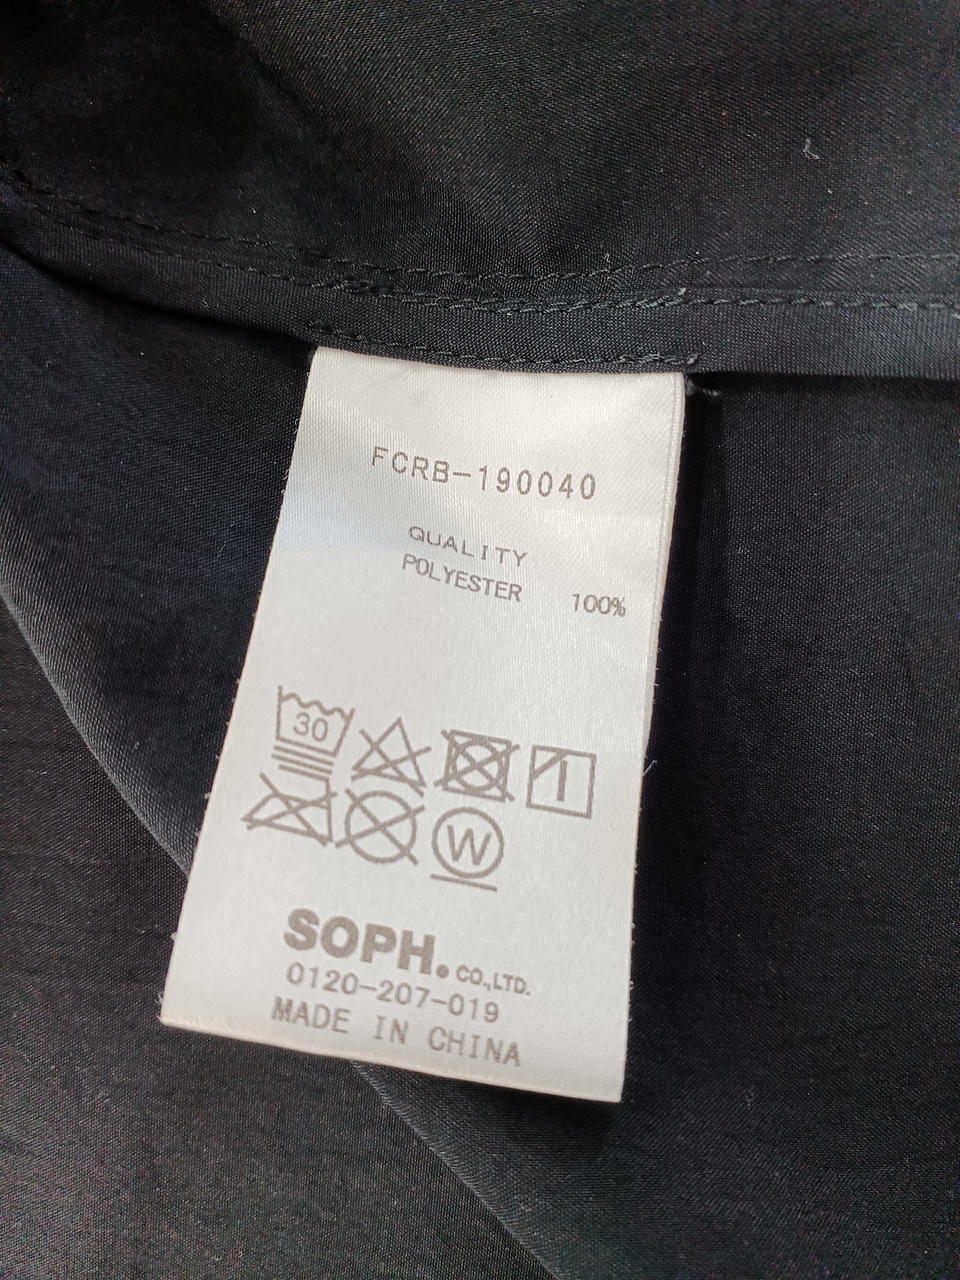 FCRB-190040
QUALITY
POLYESTER 100%
30
W
SOPH. CO.,LTD.
0120-207-019
MADE IN CHINA